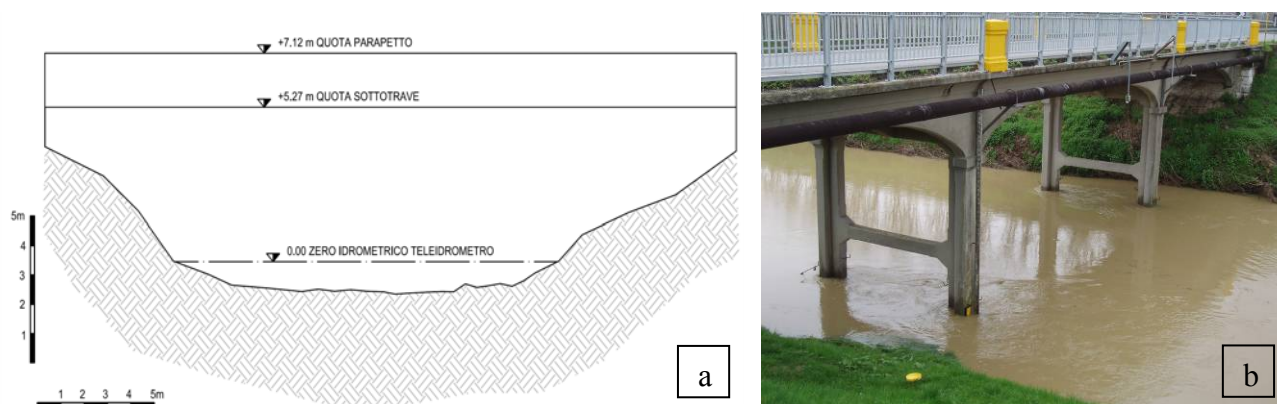 +7.12 m QUOTA PARAPETTO
+5.27 m QUOTA SOTTOTRAVE
0.00 ZERO IDROMETRICO TELEIDROMETRO
5m
4
3
2
1
1 2 3 4 5m
a
b